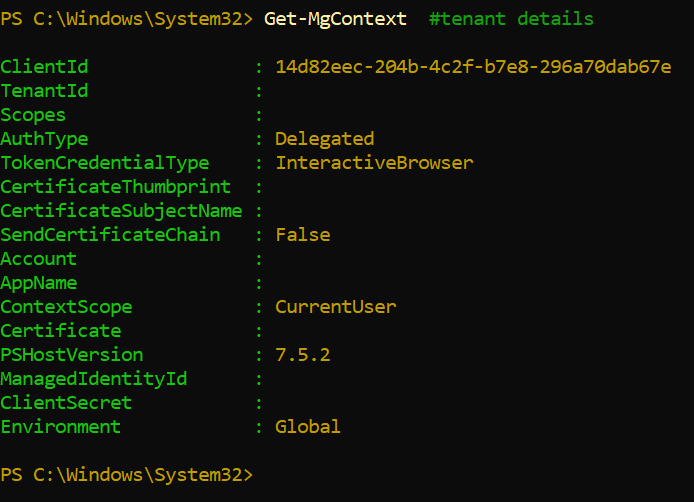 PS C:\Windows\System32> Get-MgContext  #tenant details
ClientId               : 14d82eec-204b-4c2f-b7e8-296a70dab67e
TenantId               :
Scopes                 :
AuthType               : Delegated
TokenCredentialType    : InteractiveBrowser
CertificateThumbprint  :
CertificateSubjectName :
SendCertificateChain   : False
Account                :
AppName                :
ContextScope           : CurrentUser
Certificate            :
PSHostVersion          : 7.5.2
ManagedIdentityId      :
ClientSecret           :
Environment            : Global
PS C:\Windows\System32>